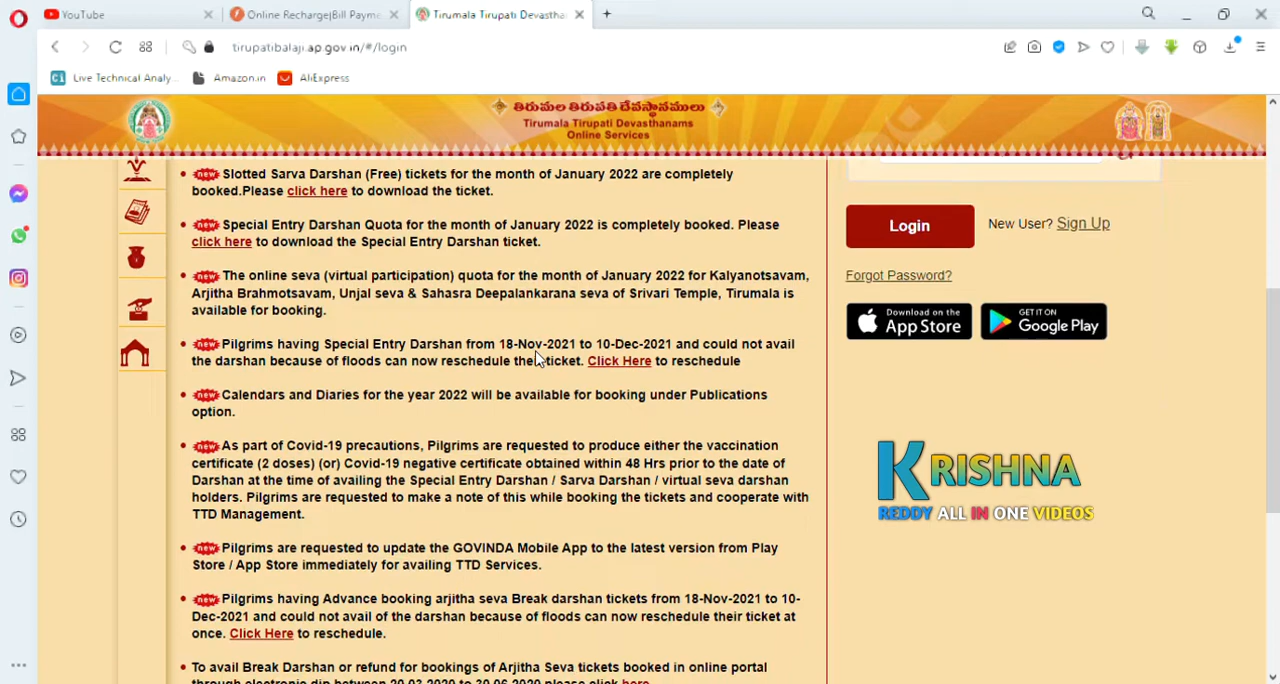 YouTube
Online Recharge|Bill Payme
Tirumala Tirupati Devastha
tirupatibalaji.ap.gov.in/#/login
Live Technical Analy..
Amazon.in
AliExpress
తిరుమల తిరుపతి దేవస్థానములు
Tirumala Tirupati Devasthanams
Online Services
new Slotted Sarva Darshan (Free) tickets for the month of January 2022 are completely
booked.Please click here to download the ticket.
new Special Entry Darshan Quota for the month of January 2022 is completely booked. Please
click here to download the Special Entry Darshan ticket.
new The online seva (virtual participation) quota for the month of January 2022 for Kalyanotsavam,
Arjitha Brahmotsavam, Unjal seva & Sahasra Deepalankarana seva of Srivari Temple, Tirumala is
available for booking.
new Pilgrims having Special Entry Darshan from 18-Nov-2021 to 10-Dec-2021 and could not avail
the darshan because of floods can now reschedule their ticket. Click Here to reschedule
new Calendars and Diaries for the year 2022 will be available for booking under Publications
option.
new As part of Covid-19 precautions, Pilgrims are requested to produce either the vaccination
certificate (2 doses) (or) Covid-19 negative certificate obtained within 48 Hrs prior to the date of
Darshan at the time of availing the Special Entry Darshan / Sarva Darshan / virtual seva darshan
holders. Pilgrims are requested to make a note of this while booking the tickets and cooperate with
TTD Management.
new Pilgrims are requested to update the GOVINDA Mobile App to the latest version from Play
Store / App Store immediately for availing TTD Services.
new Pilgrims having Advance booking arjitha seva Break darshan tickets from 18-Nov-2021 to 10-
Dec-2021 and could not avail of the darshan because of floods can now reschedule their ticket at
once. Click Here to reschedule.
To avail Break Darshan or refund for bookings of Arjitha Seva tickets booked in online portal
through electronic dip between 20.03.2020 to 30.06.2020 please click here
Login
New User? Sign Up
Forgot Password?
Download on the
App Store
GET IT ON
Google Play
KRISHNA
REDDY ALL IN ONE VIDEOS